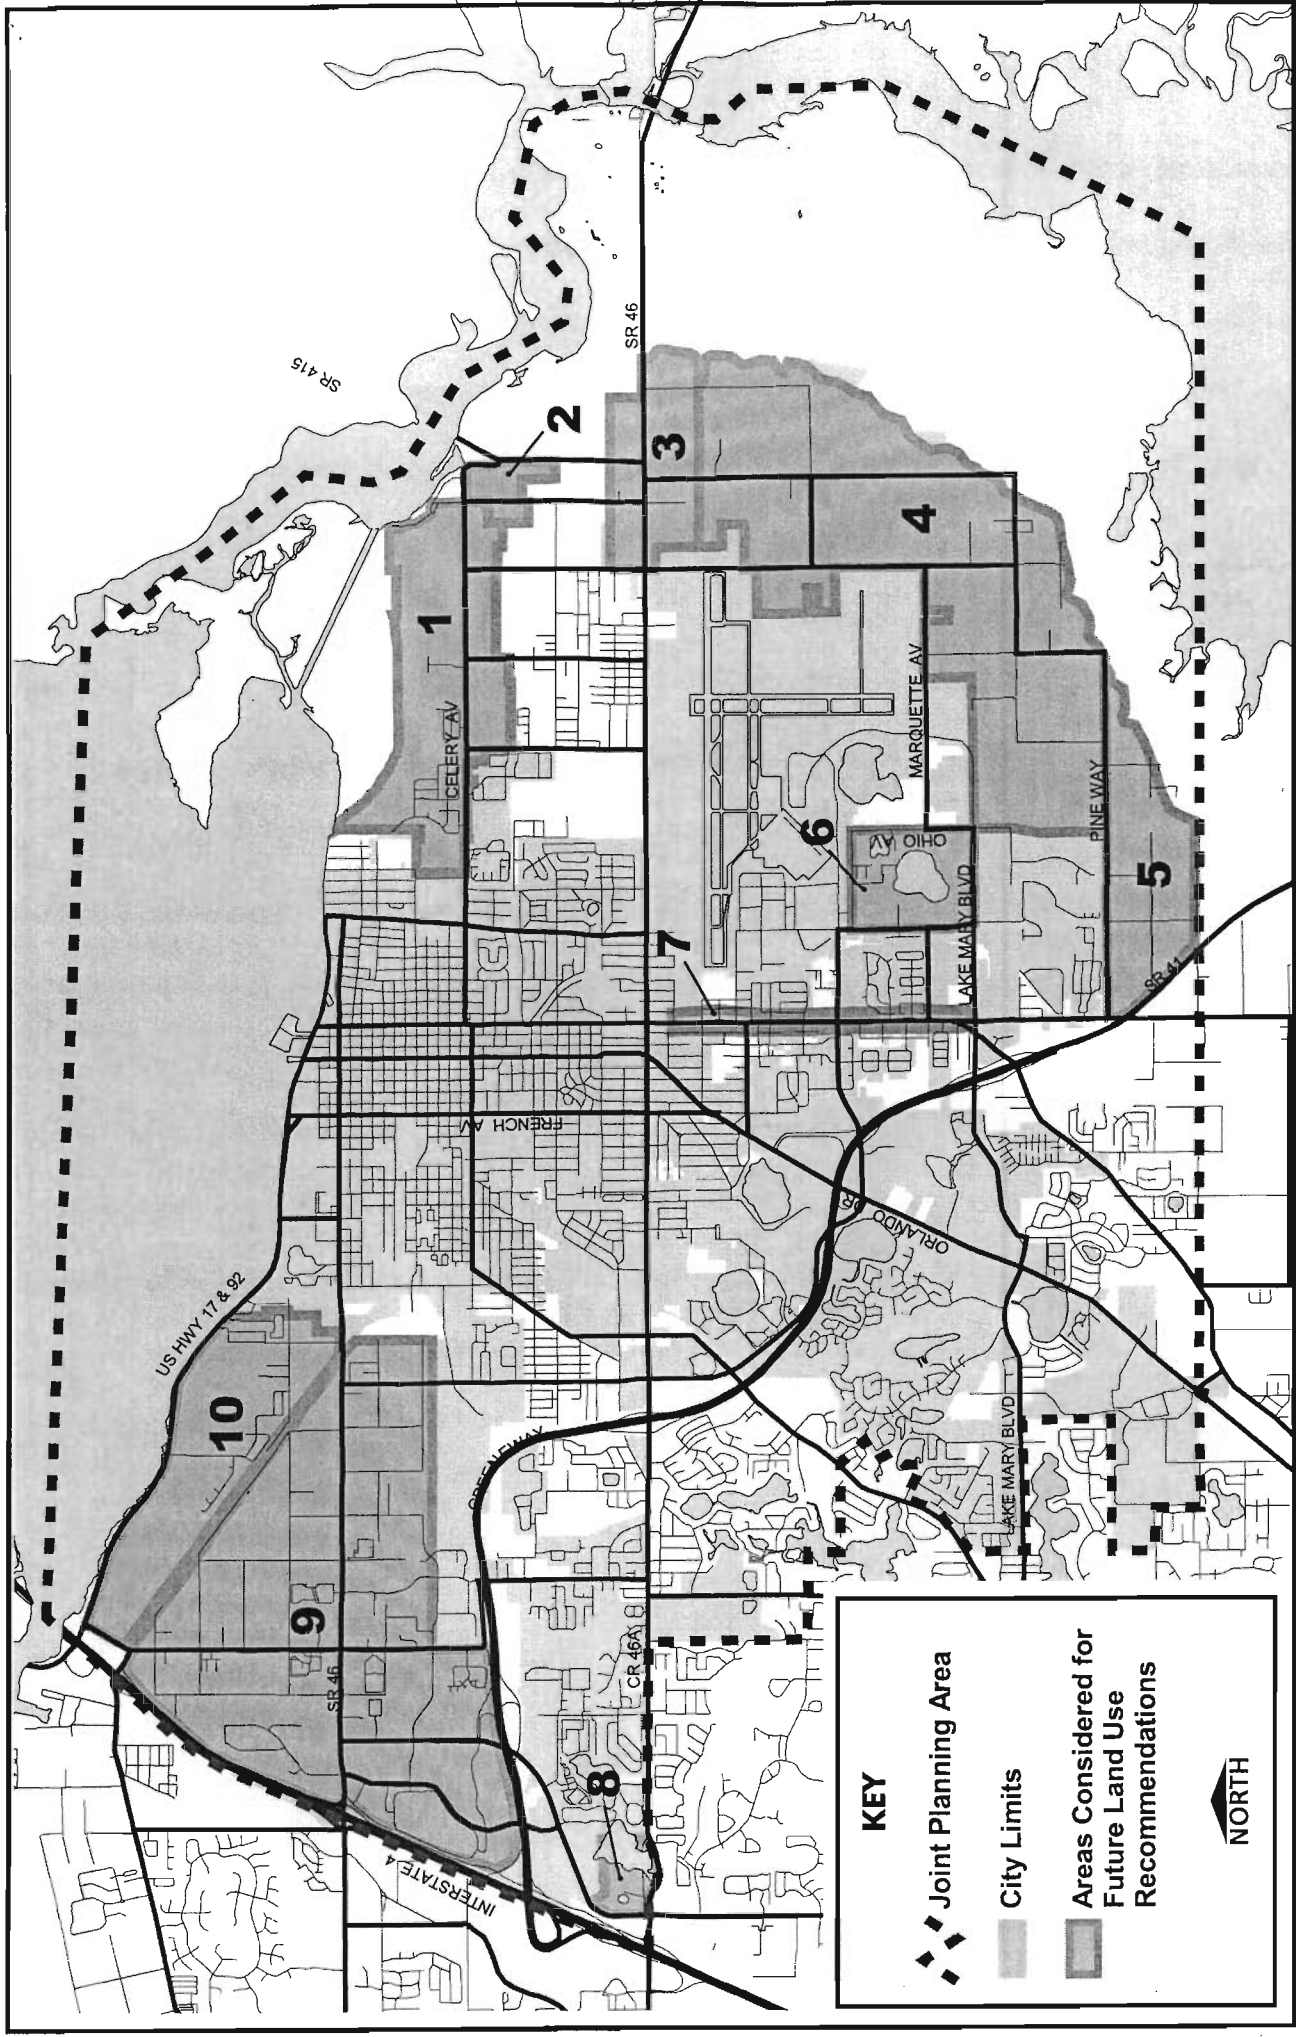 US HWY 17 & 92
SR 415
10
9
1
2
CELERY AV
SR 46
FRENCH AV
SR 46
3
7
4
6
MARQUETTE AV
OHIO AV
INTERSTATE 4
8
CR 46A
ORLANDO DR
LAKE MARY BLVD
LAKE MARY BLVD
PINE WAY
5
KEY
Joint Planning Area
City Limits
Areas Considered for
Future Land Use
Recommendations
NORTH